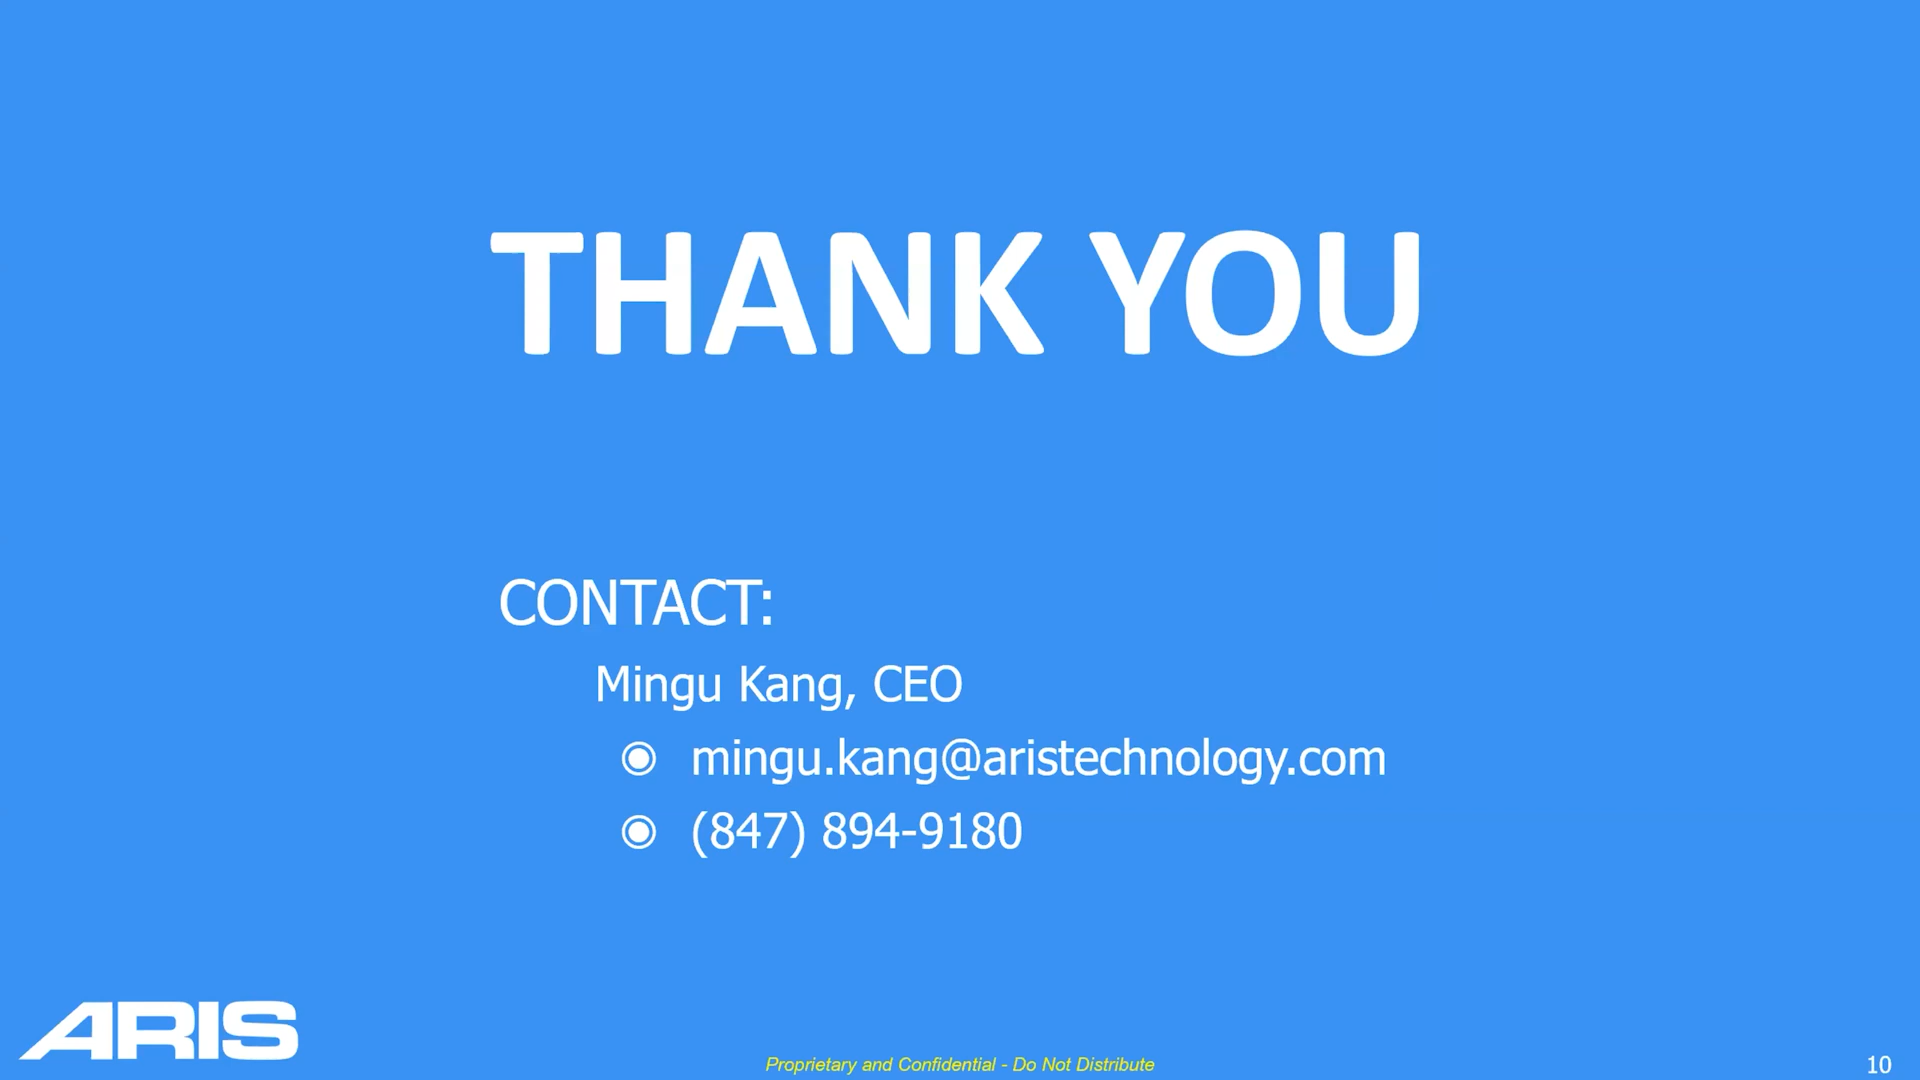 THANK YOU
CONTACT:
Mingu Kang, CEO
◉ mingu.kang@aristechnology.com
◉ (847) 894-9180
ARIS
Proprietary and Confidential - Do Not Distribute
10